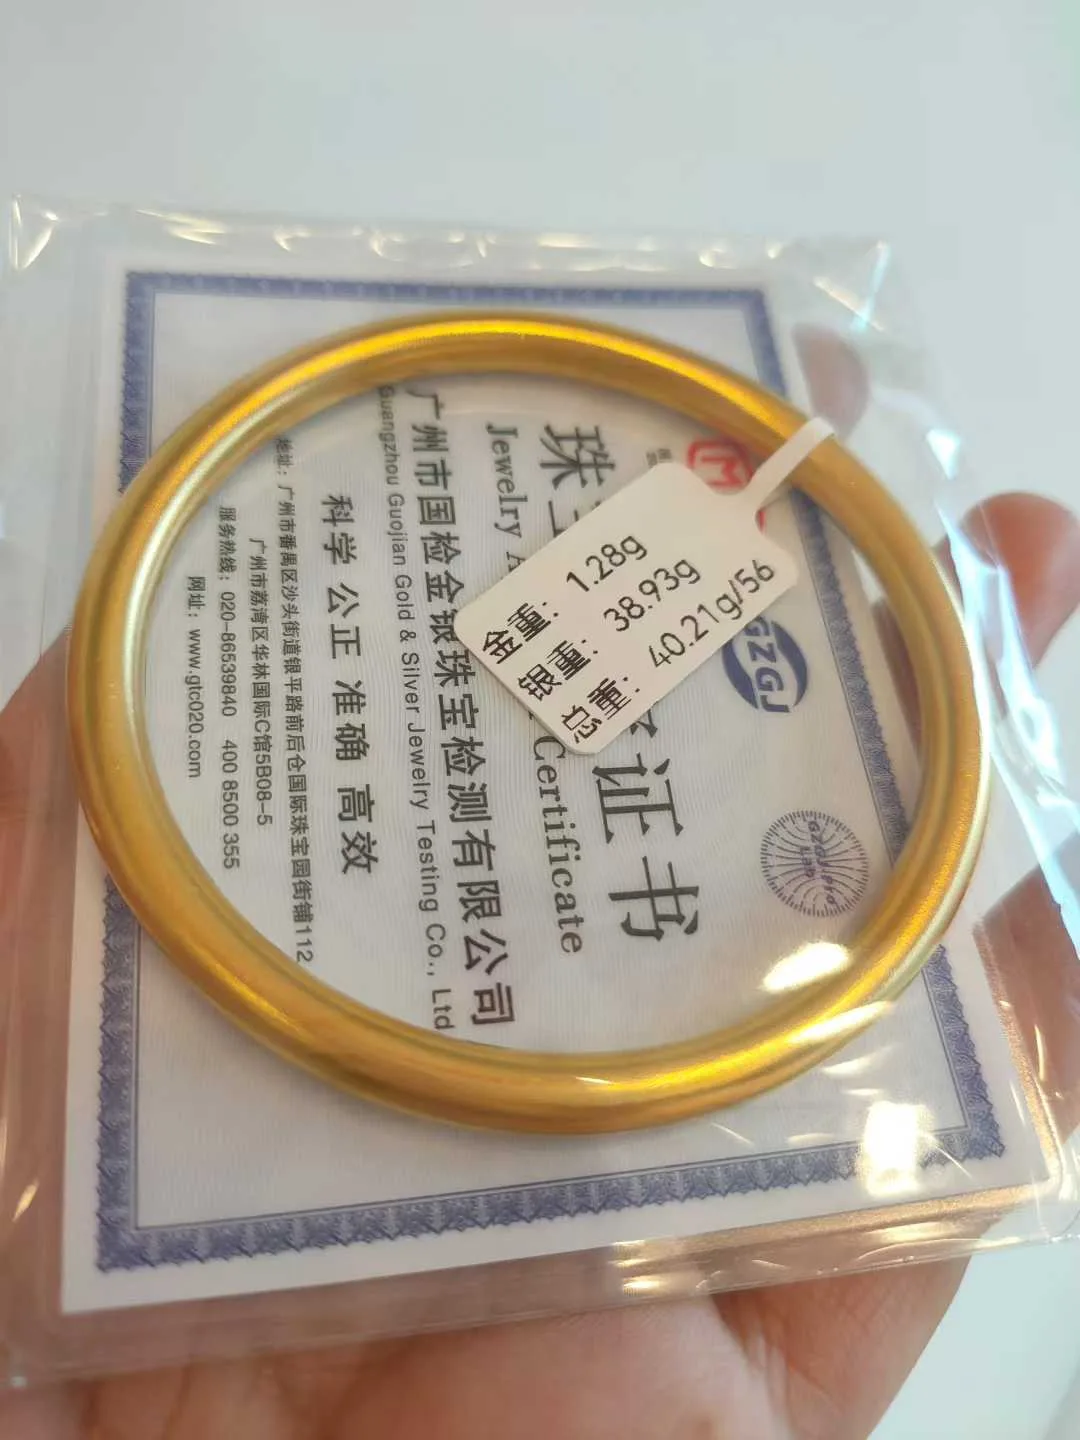 金重：1.28g
银重：38.93g
总重：40.21g/56
珠
证书
Jewelry
Certificate
广州市国检金银珠宝检测有限公司
Guangzhou Guojian Gold & Silver Jewelry Testing Co., Ltd
科学 公正 准确 高效
地址：广州市番禺区沙头街道银平路前后仓国际珠宝园街铺112
广州市荔湾区华林国际C馆5B08-5
服务热线：020-86539840 400 8500 355
网址：www.gtc020.com
GZGJ